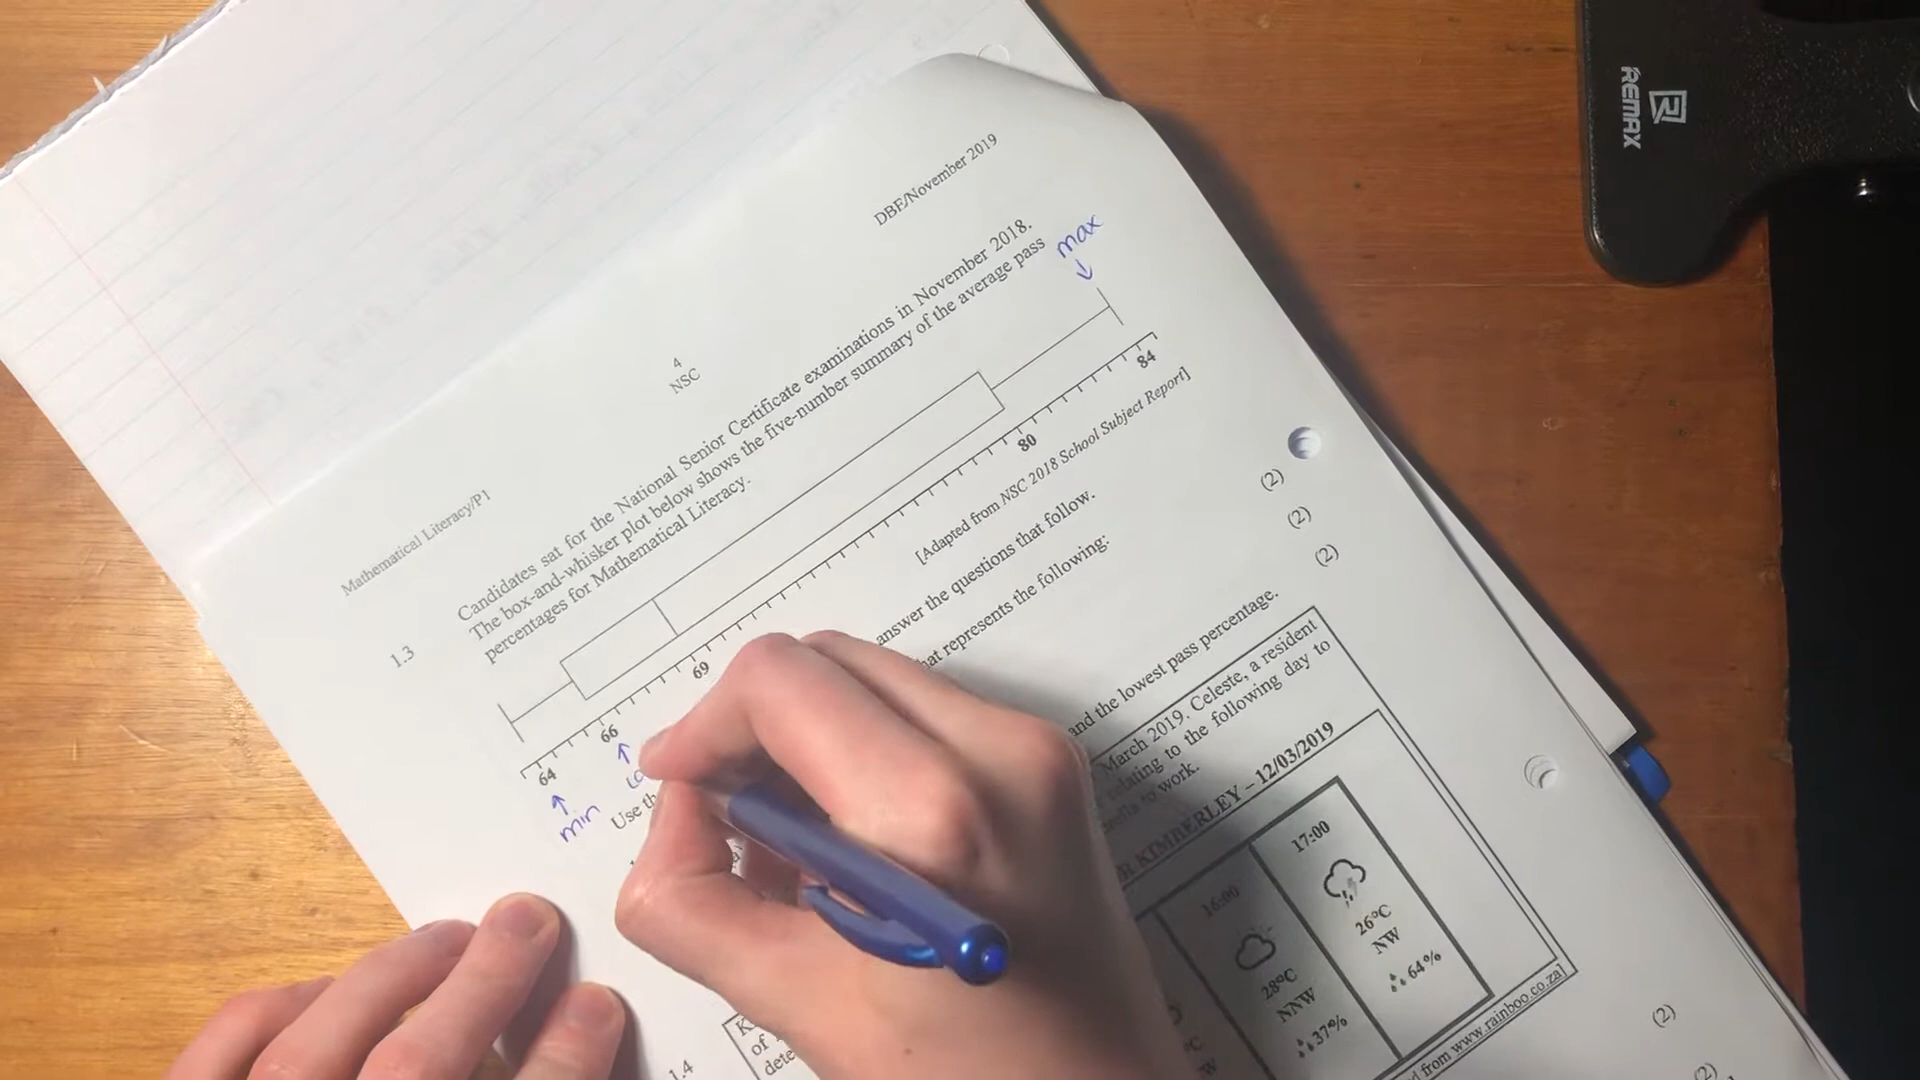 Mathematical Literacy/P1
4
NSC
DBE/November 2019
1.3
Candidates sat for the National Senior Certificate examinations in November 2018.
The box-and-whisker plot below shows the five-number summary of the average pass
percentages for Mathematical Literacy.
max
64
66
69
80
84
min
[Adapted from NSC 2018 School Subject Report]
Use
answer the questions that follow.
that represents the following:
(2)
(2)
and the lowest pass percentage.
(2)
1.4
March 2019. Celeste, a resident
relating to the following day to
work.
KIMBERLEY – 12/03/2019
16:00
17:00
28°C
26°C
NNW
NW
37%
64%
from www.rainboo.co.za]
(2)
(2)
REMAX